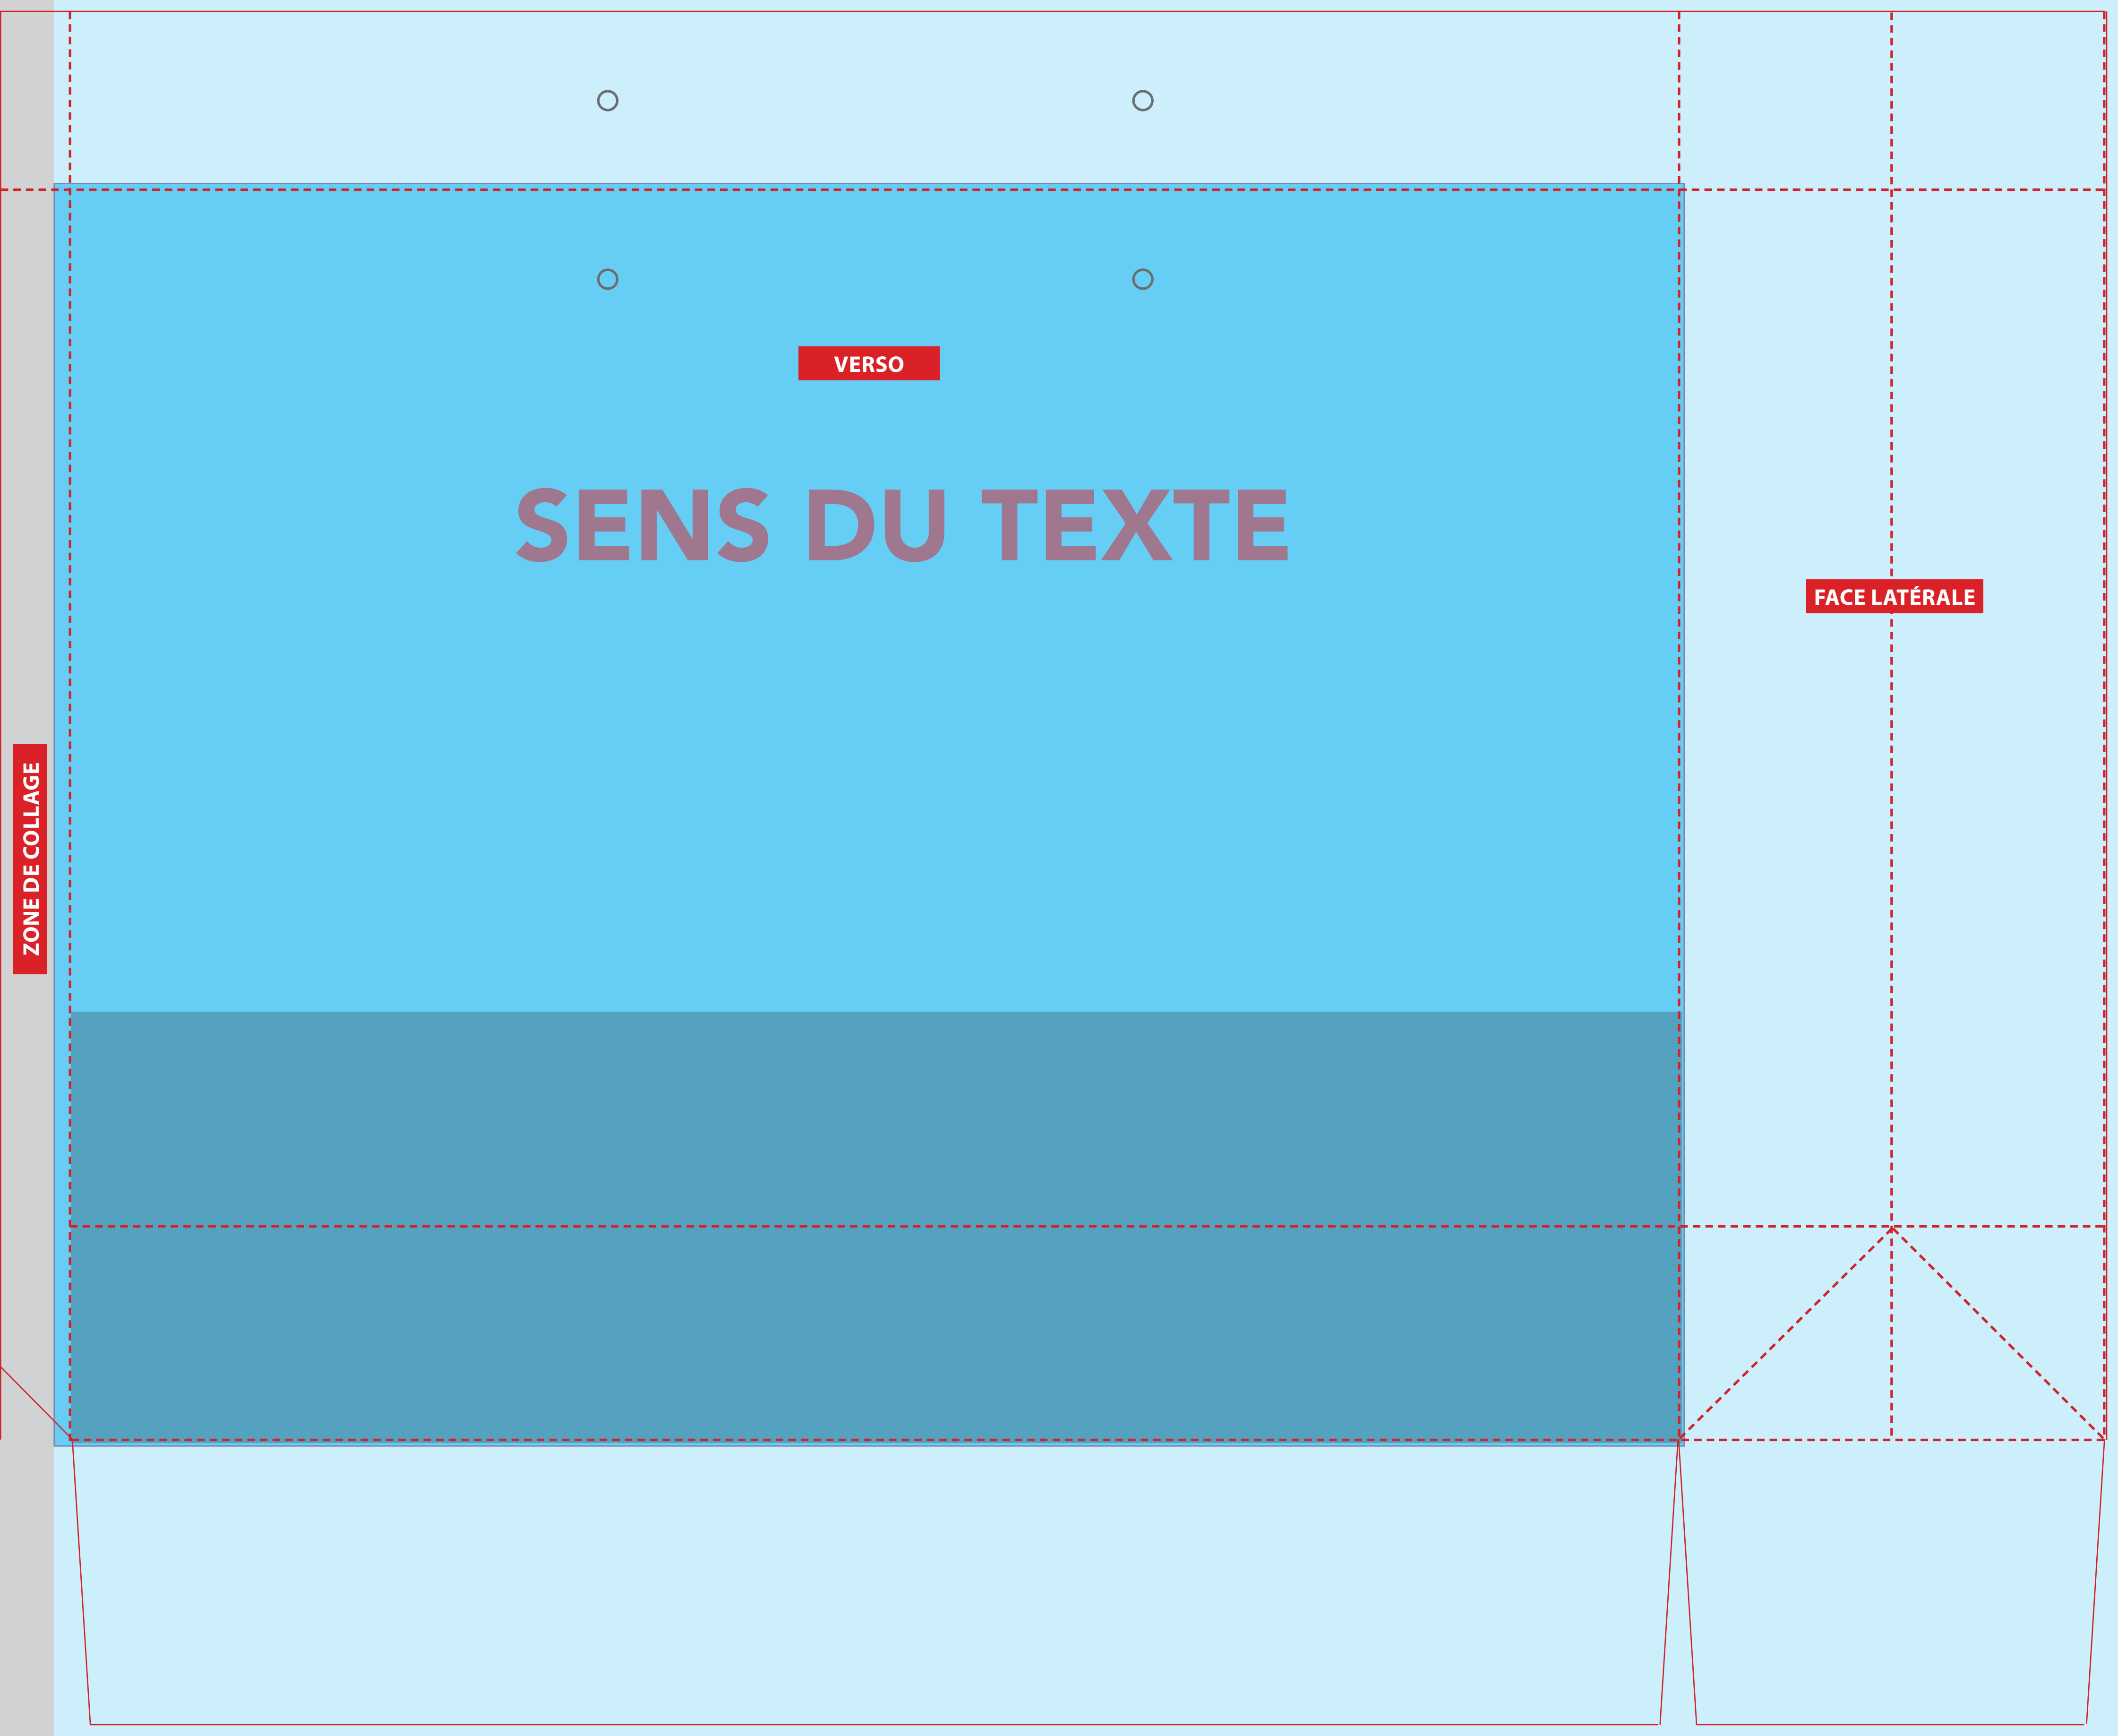 VERSO
SENS DU TEXTE
FACE LATÉRALE
ZONE DE COLLAGE